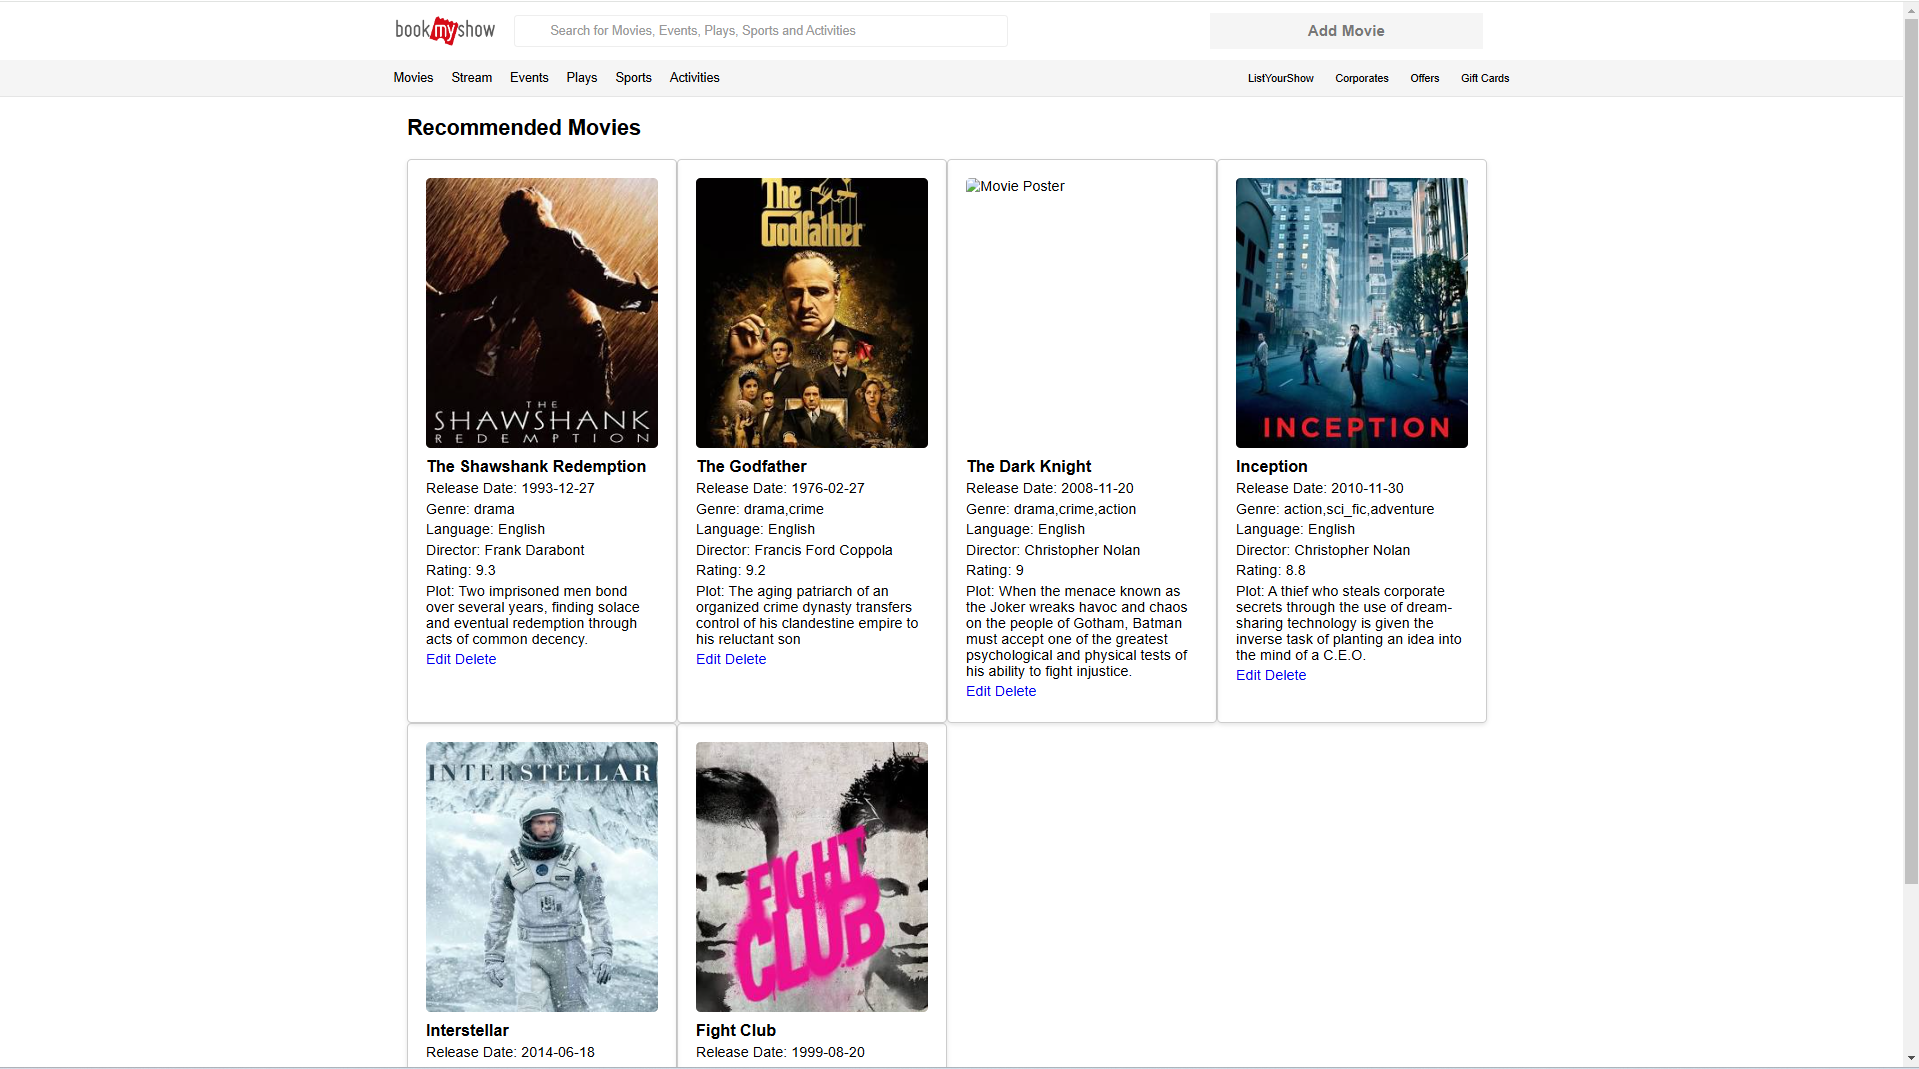 bookmyshow
Search for Movies, Events, Plays, Sports and Activities
Add Movie
Movies Stream Events Plays Sports Activities
ListYourShow Corporates Offers Gift Cards
Recommended Movies
THE
SHAWSHANK
REDEMPTION
The Shawshank Redemption
Release Date: 1993-12-27
Genre: drama
Language: English
Director: Frank Darabont
Rating: 9.3
Plot: Two imprisoned men bond
over several years, finding solace
and eventual redemption through
acts of common decency.
Edit Delete
The
Godfather
The Godfather
Release Date: 1976-02-27
Genre: drama,crime
Language: English
Director: Francis Ford Coppola
Rating: 9.2
Plot: The aging patriarch of an
organized crime dynasty transfers
control of his clandestine empire to
his reluctant son
Edit Delete
Movie Poster
The Dark Knight
Release Date: 2008-11-20
Genre: drama,crime,action
Language: English
Director: Christopher Nolan
Rating: 9
Plot: When the menace known as
the Joker wreaks havoc and chaos
on the people of Gotham, Batman
must accept one of the greatest
psychological and physical tests of
his ability to fight injustice.
Edit Delete
INCEPTION
Inception
Release Date: 2010-11-30
Genre: action,sci_fic,adventure
Language: English
Director: Christopher Nolan
Rating: 8.8
Plot: A thief who steals corporate
secrets through the use of dream-
sharing technology is given the
inverse task of planting an idea into
the mind of a C.E.O.
Edit Delete
INTERSTELLAR
Interstellar
Release Date: 2014-06-18
FIGHT
CLUB
Fight Club
Release Date: 1999-08-20